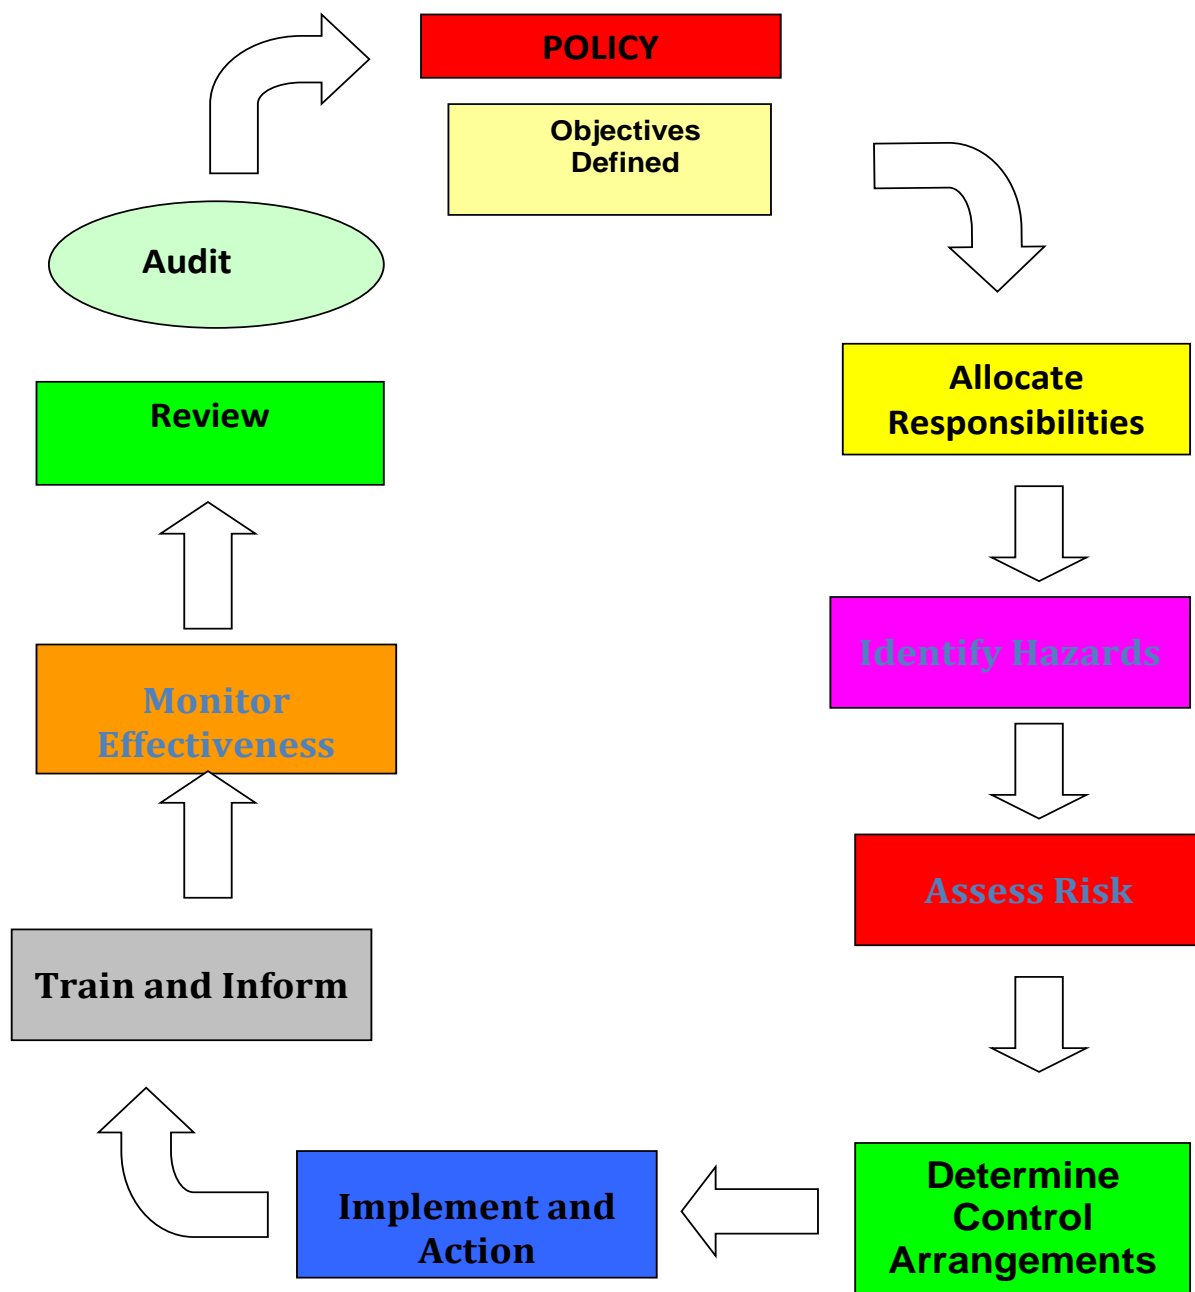 POLICY
Objectives
Defined
Audit
Allocate
Responsibilities
Review
Identify Hazards
Monitor
Effectiveness
Assess Risk
Train and Inform
Determine
Control
Arrangements
Implement and
Action